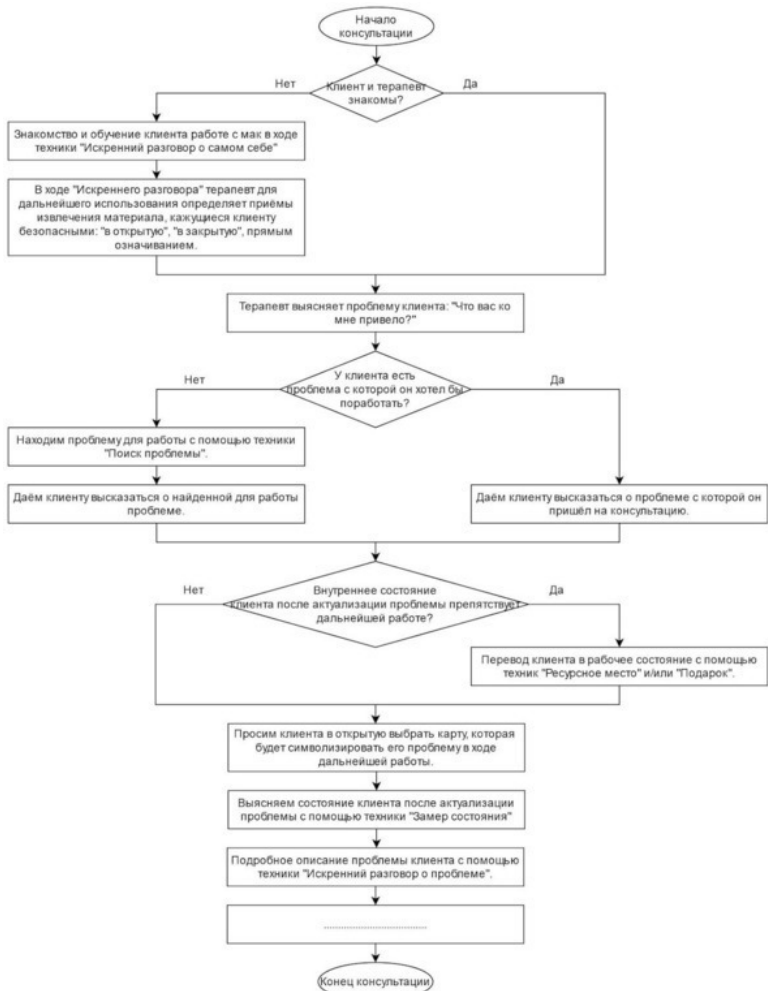 Начало
консультации
Нет
Клиент и терапевт
знакомы?
Да
Знакомство и обучение клиента работе с мак в ходе
техники "Искренний разговор о самом себе"
В ходе "Искреннего разговора" терапевт для
дальнейшего использования определяет приёмы
извлечения материала, кажущиеся клиенту
безопасными: "в открытую", "в закрытую", прямым
означиванием.
Терапевт выясняет проблему клиента: "Что вас ко
мне привело?"
Нет
У клиента есть
проблема с которой он хотел бы
поработать?
Да
Находим проблему для работы с помощью техники
"Поиск проблемы".
Даём клиенту высказаться о найденной для работы
проблеме.
Даём клиенту высказаться о проблеме с которой он
пришёл на консультацию.
Нет
Внутреннее состояние
клиента после актуализации проблемы препятствует
дальнейшей работе?
Да
Перевод клиента в рабочее состояние с помощью
техник "Ресурсное место" и/или "Подарок".
Просим клиента в открытую выбрать карту, которая
будет символизировать его проблему в ходе
дальнейшей работы.
Выясняем состояние клиента после актуализации
проблемы с помощью техники "Замер состояния"
Подробное описание проблемы клиента с помощью
техники "Искренний разговор о проблеме".
..................................
Конец консультации